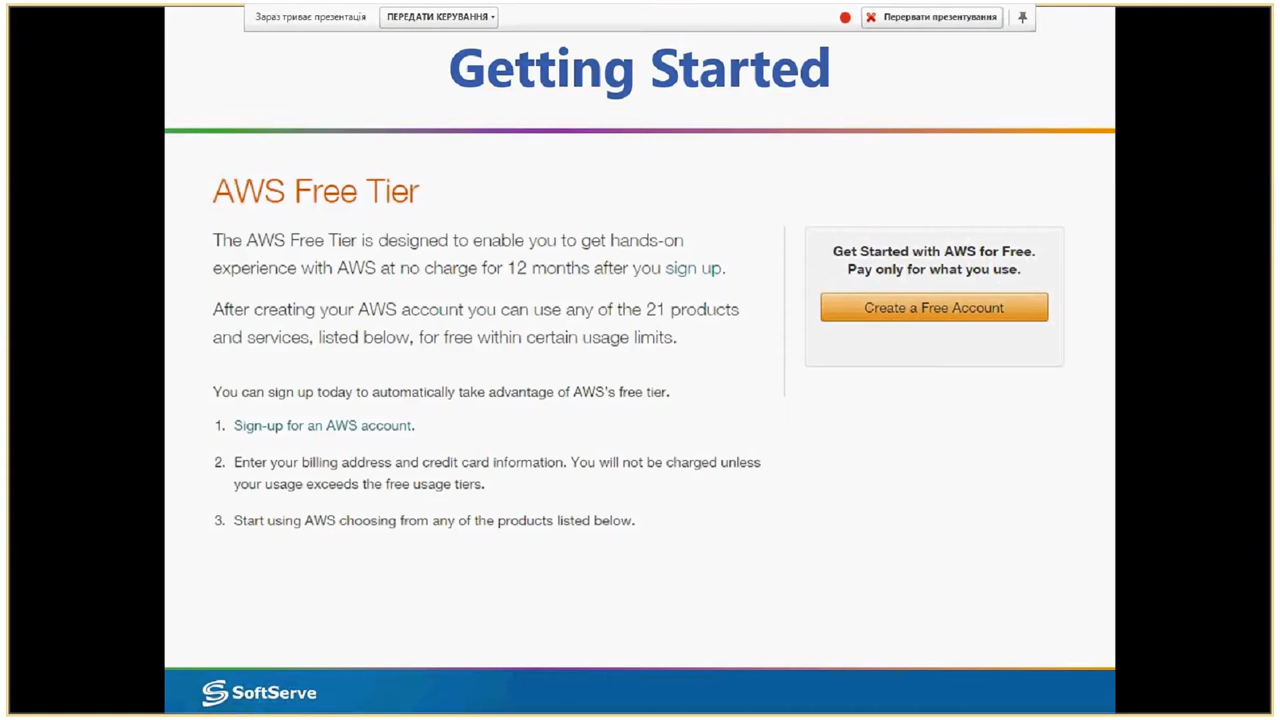 Зараз триває презентація
ПЕРЕДАТИ КЕРУВАННЯ
Перервати презентування
Getting Started
AWS Free Tier
The AWS Free Tier is designed to enable you to get hands-on
experience with AWS at no charge for 12 months after you sign up.
After creating your AWS account you can use any of the 21 products
and services, listed below, for free within certain usage limits.
Get Started with AWS for Free.
Pay only for what you use.
Create a Free Account
You can sign up today to automatically take advantage of AWS's free tier.
1. Sign-up for an AWS account.
2. Enter your billing address and credit card information. You will not be charged unless
your usage exceeds the free usage tiers.
3. Start using AWS choosing from any of the products listed below.
SoftServe